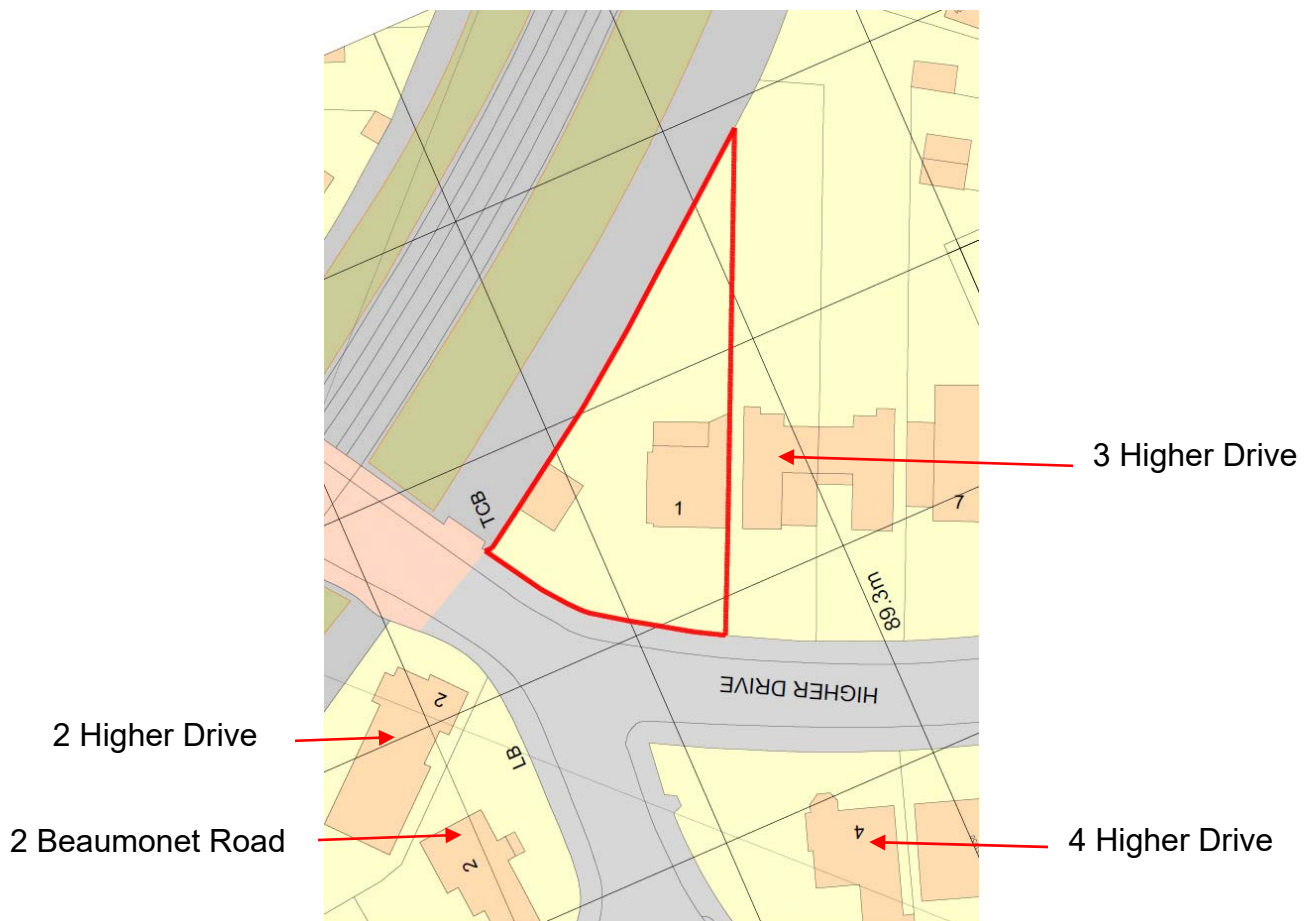 3 Higher Drive
TCB
1
7
89.3m
HIGHER DRIVE
2 Higher Drive
2
LB
2 Beaumonet Road
2
4
4 Higher Drive